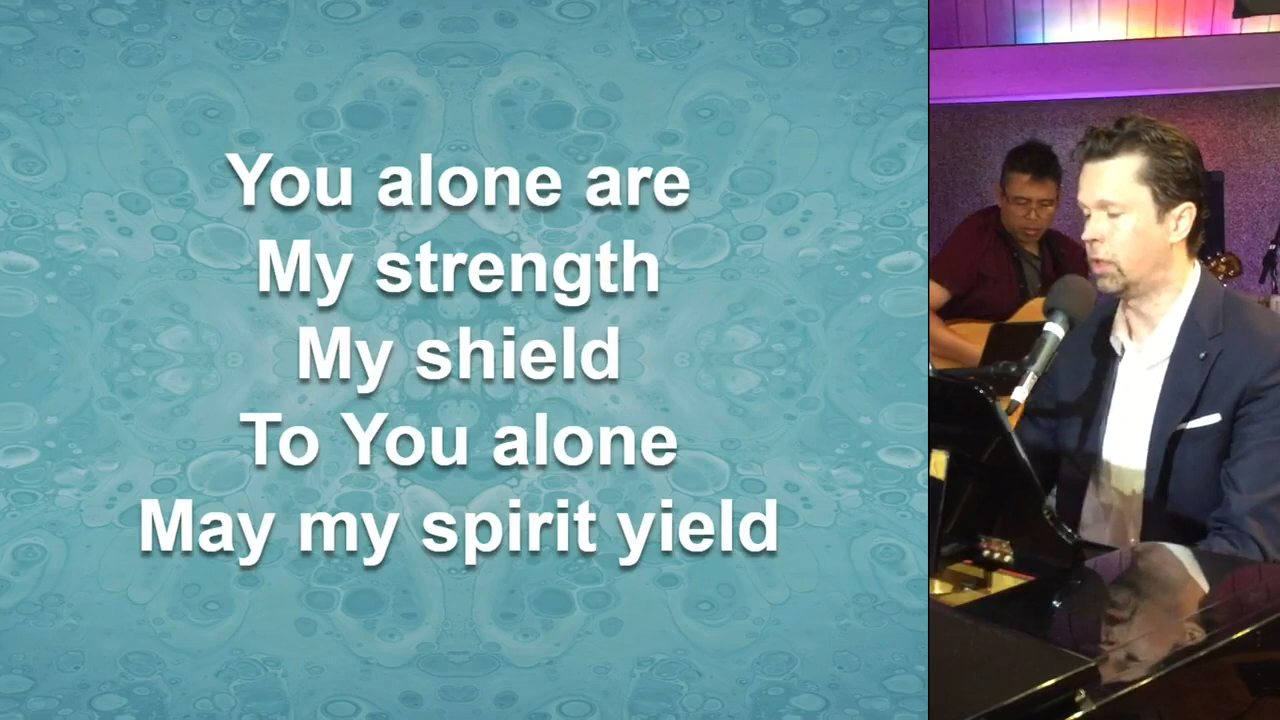 You alone are
My strength
My shield
To You alone
May my spirit yield